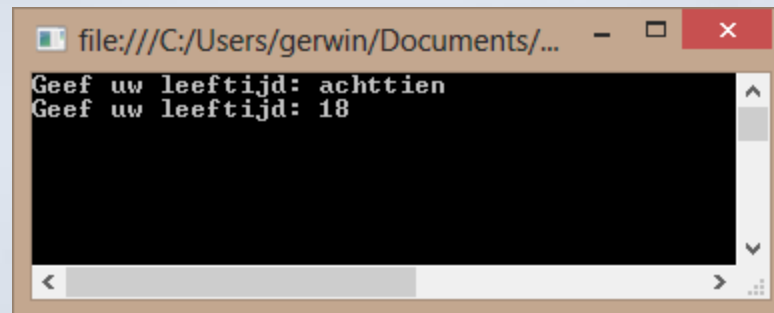 file:///C:/Users/gerwin/Documents/...
Geef uw leeftijd: achttien
Geef uw leeftijd: 18